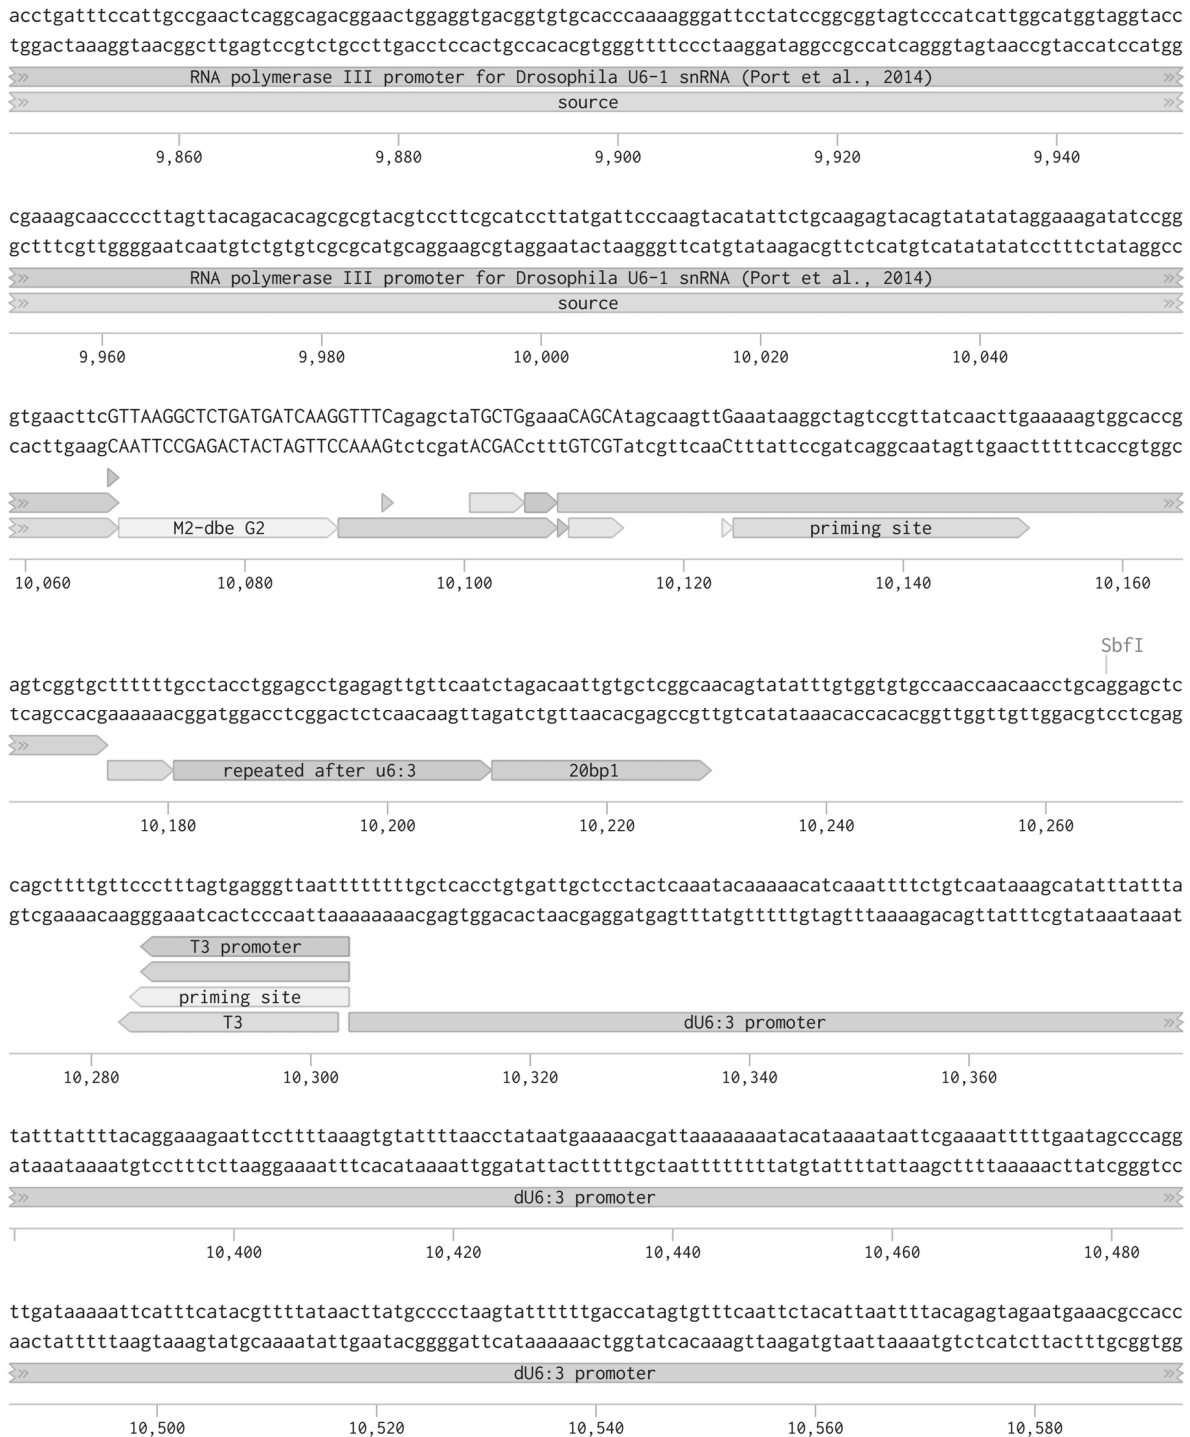 acctgatttccattgccgaactcaggcagacggaactggaggtgacggtgtgcacccaaaagggattcctatccggcggtagtcccatcattggcatggtaggtacc
tggactaaaggtaacggcttgagtccgtctgccttgacctccactgccacacgtgggttttccctaaggataggccgccatcagggtagtaaccgtaccatccatgg
RNA polymerase III promoter for Drosophila U6-1 snRNA (Port et al., 2014)
source
9,860 9,880 9,900 9,920 9,940
cgaaagcaaccccttagttacagacacagcgcgtacgtccttcgcatccttatgattcccaagtacatattctgcaagagtacagtatatataggaaagatatccgg
gctttcgttggggaatcaatgtctgtgtcgcgcatgcaggaagcgtaggaatactaagggttcatgtataagacgttctcatgtcatatatatcctttctataggcc
RNA polymerase III promoter for Drosophila U6-1 snRNA (Port et al., 2014)
source
9,960 9,980 10,000 10,020 10,040
gtgaacttcGTTAAGGCTCTGATGATCAAGGTTTCagagctaTGCTGgaaaCAGCAtagcaagttGaaataaggctagtccgttatcaacttgaaaaagtggcaccg
cacttgaagCAATTCCGAGACTACTAGTTCCAAAGtctcgatACGACctttGTCGTatcgttcaaCtttattccgatcaggcaatagttgaactttttcaccgtggc
M2-dbe G2
priming site
10,060 10,080 10,100 10,120 10,140 10,160
SbfI
agtcggtgcttttttgcctacctggagcctgagagttgttcaatctagacaattgtgctcggcaacagtatatttgtggtgtgccaaccaacaacctgcaggagctc
tcagccacgaaaaaacggatggacctcggactctcaacaagttagatctgttaacacgagccgttgtcatataaacaccacacggttggttgttggacgtcctcgag
repeated after u6:3
20bp1
10,180 10,200 10,220 10,240 10,260
cagcttttgttccctttagtgagggttaattttttttgctcacctgtgattgctcctactcaaatacaaaaacatcaaattttctgtcaataaagcatatttattta
gtcgaaaacaagggaaatcactcccaattaaaaaaaacgagtggacactaacgaggatgagtttatgtttttgtagtttaaaagacagttatttcgtataaataaat
T3 promoter
priming site
T3
dU6:3 promoter
10,280 10,300 10,320 10,340 10,360
tatttattttacaggaaagaattccttttaaagtgtattttaacctataatgaaaaacgattaaaaaaaatacataaaataattcgaaaatttttgaatagcccagg
ataaataaaatgtcctttcttaaggaaaatttcacataaaattggatattactttttgctaattttttttatgtattttattaagcttttaaaaacttatcgggtcc
dU6:3 promoter
10,400 10,420 10,440 10,460 10,480
ttgataaaaattcatttcatacgttttataacttatgcccctaagtattttttgaccatagtgtttcaattctacattaattttacagagtagaatgaaacgccacc
aactatttttaagtaaagtatgcaaaatattgaatacggggattcataaaaaactggtatcacaaagttaagatgtaattaaaatgtctcatcttactttgcggtgg
dU6:3 promoter
10,500 10,520 10,540 10,560 10,580